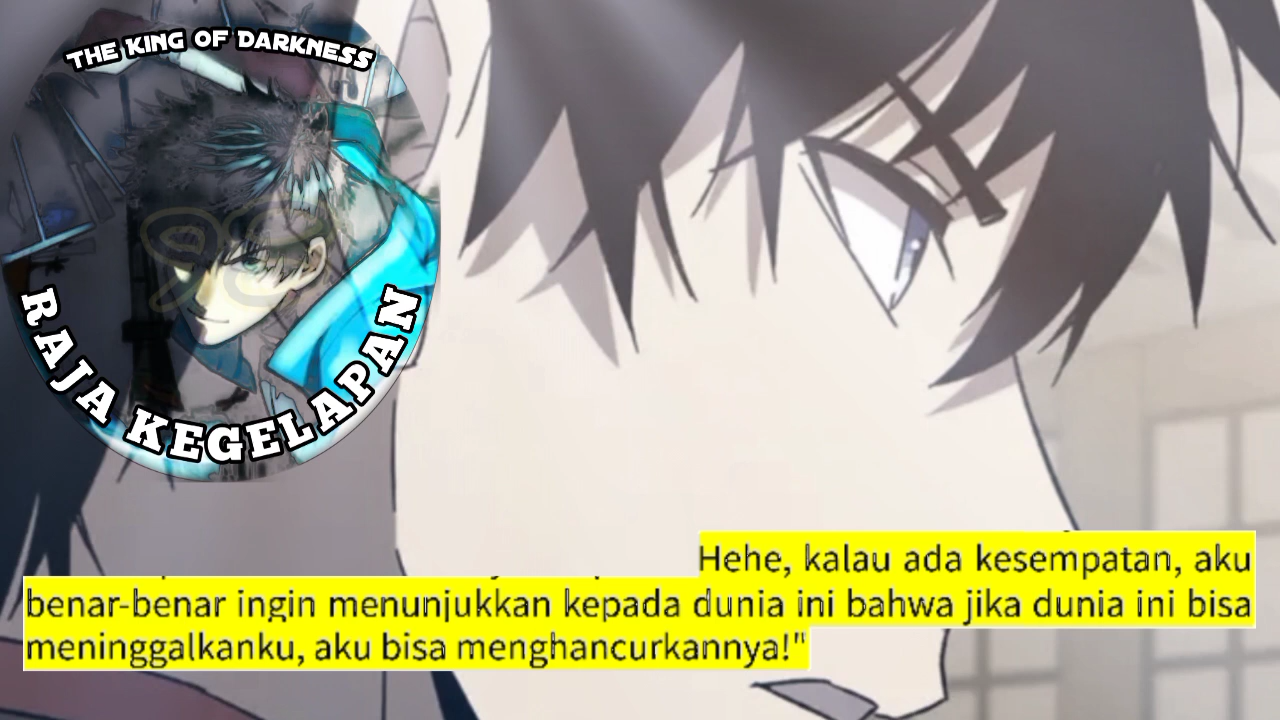 THE KING OF DARKNESS
RAJA KEGELAPAN
Hehe, kalau ada kesempatan, aku
benar-benar ingin menunjukkan kepada dunia ini bahwa jika dunia ini bisa
meninggalkanku, aku bisa menghancurkannya!"